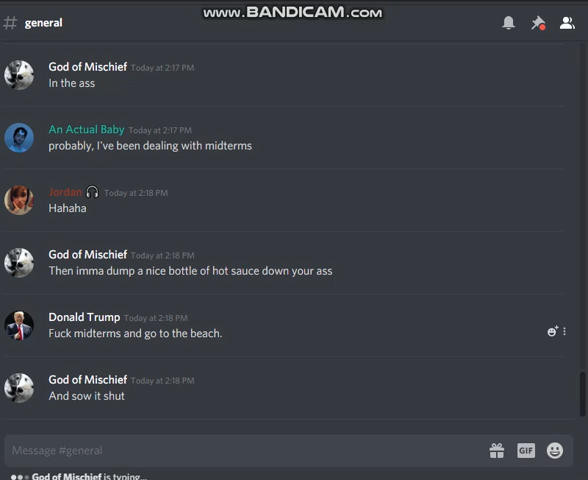 www.BANDICAM.com
# general
God of Mischief Today at 2:17 PM
In the ass
An Actual Baby Today at 2:17 PM
probably, I've been dealing with midterms
Jordan Today at 2:18 PM
Hahaha
God of Mischief Today at 2:18 PM
Then imma dump a nice bottle of hot sauce down your ass
Donald Trump Today at 2:18 PM
Fuck midterms and go to the beach.
God of Mischief Today at 2:18 PM
And sow it shut
Message #general
GIF
God of Mischief is typing...